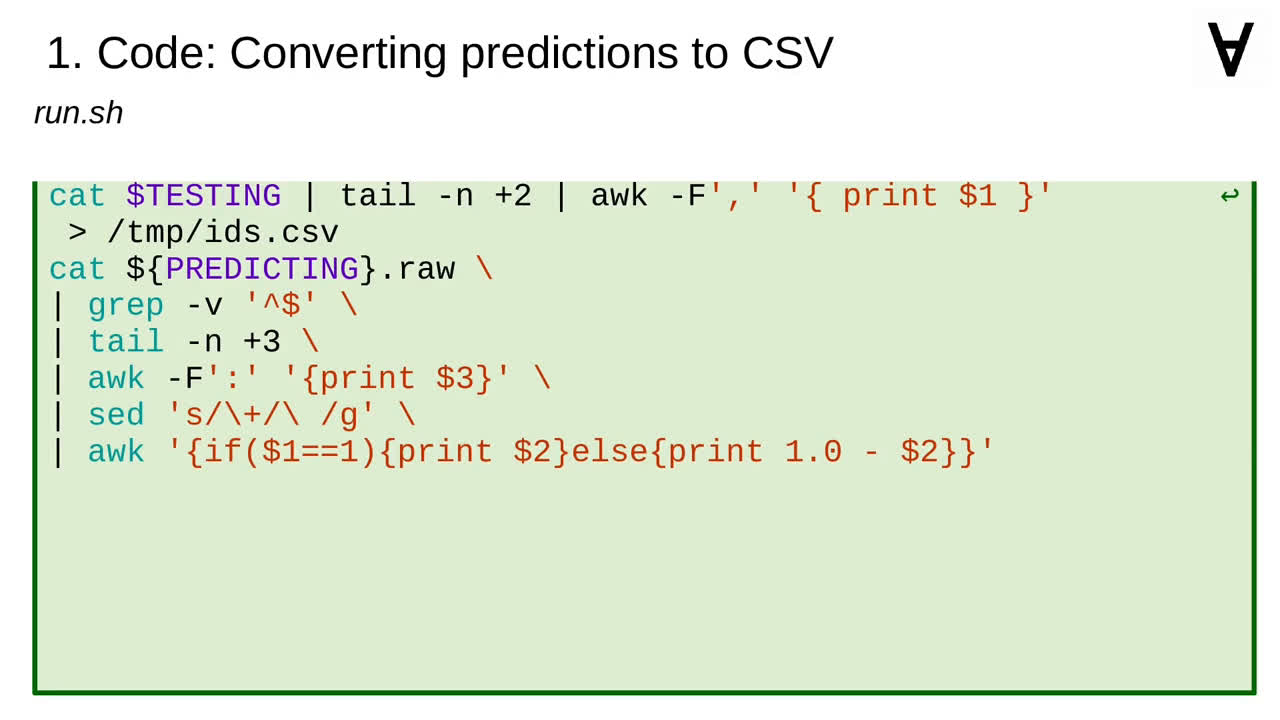 1. Code: Converting predictions to CSV
∀
run.sh
cat $TESTING | tail -n +2 | awk -F',' '{ print $1 }' ↩
 > /tmp/ids.csv
cat ${PREDICTING}.raw \
| grep -v '^$' \
| tail -n +3 \
| awk -F':' '{print $3}' \
| sed 's/\+/\ /g' \
| awk '{if($1==1){print $2}else{print 1.0 - $2}}'